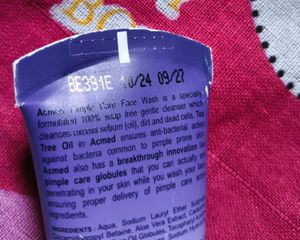 BE391E 10/24 09/27
Acmed Pimple Care Face Wash is a specially
formulated 100% soap free gentle cleanser which
cleanses excess sebum (oil), dirt and dead cells. Tea
Tree Oil in Acmed ensures anti-bacterial action
against bacteria common to pimple prone skin.
Acmed also has a breakthrough innovation like
pimple care globules that you can actually see
penetrating in your skin while you wash your face
ensuring proper delivery of pimple care active
ingredients.
INGREDIENTS: Aqua, Sodium Lauryl Ether Sulphate,
Betaine, Aloe Vera Extract,
Oil Globules, Tocopheryl Acetate